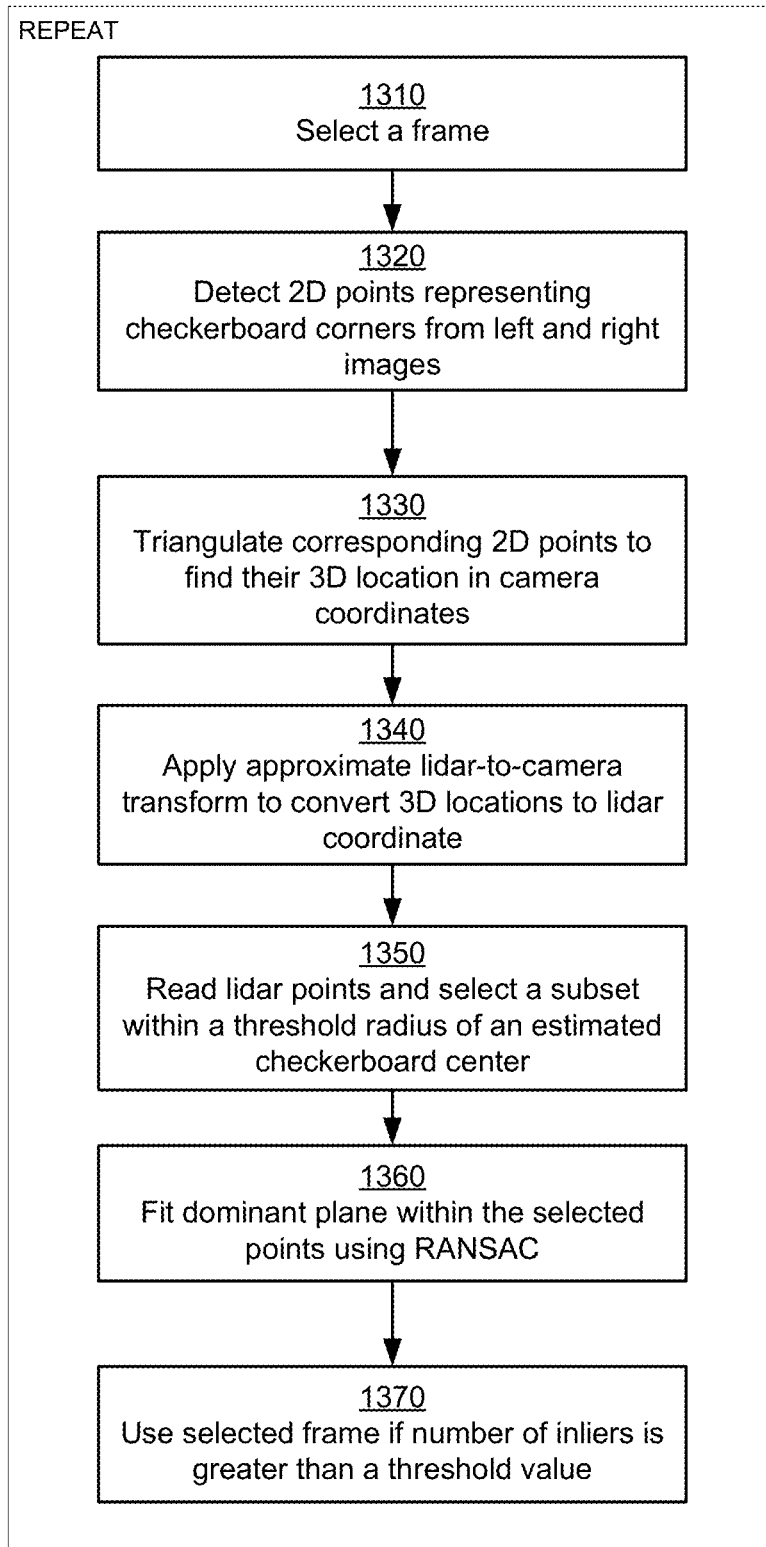 REPEAT
1310
Select a frame
1320
Detect 2D points representing
checkerboard corners from left and right
images
1330
Triangulate corresponding 2D points to
find their 3D location in camera
coordinates
1340
Apply approximate lidar-to-camera
transform to convert 3D locations to lidar
coordinate
1350
Read lidar points and select a subset
within a threshold radius of an estimated
checkerboard center
1360
Fit dominant plane within the selected
points using RANSAC
1370
Use selected frame if number of inliers is
greater than a threshold value